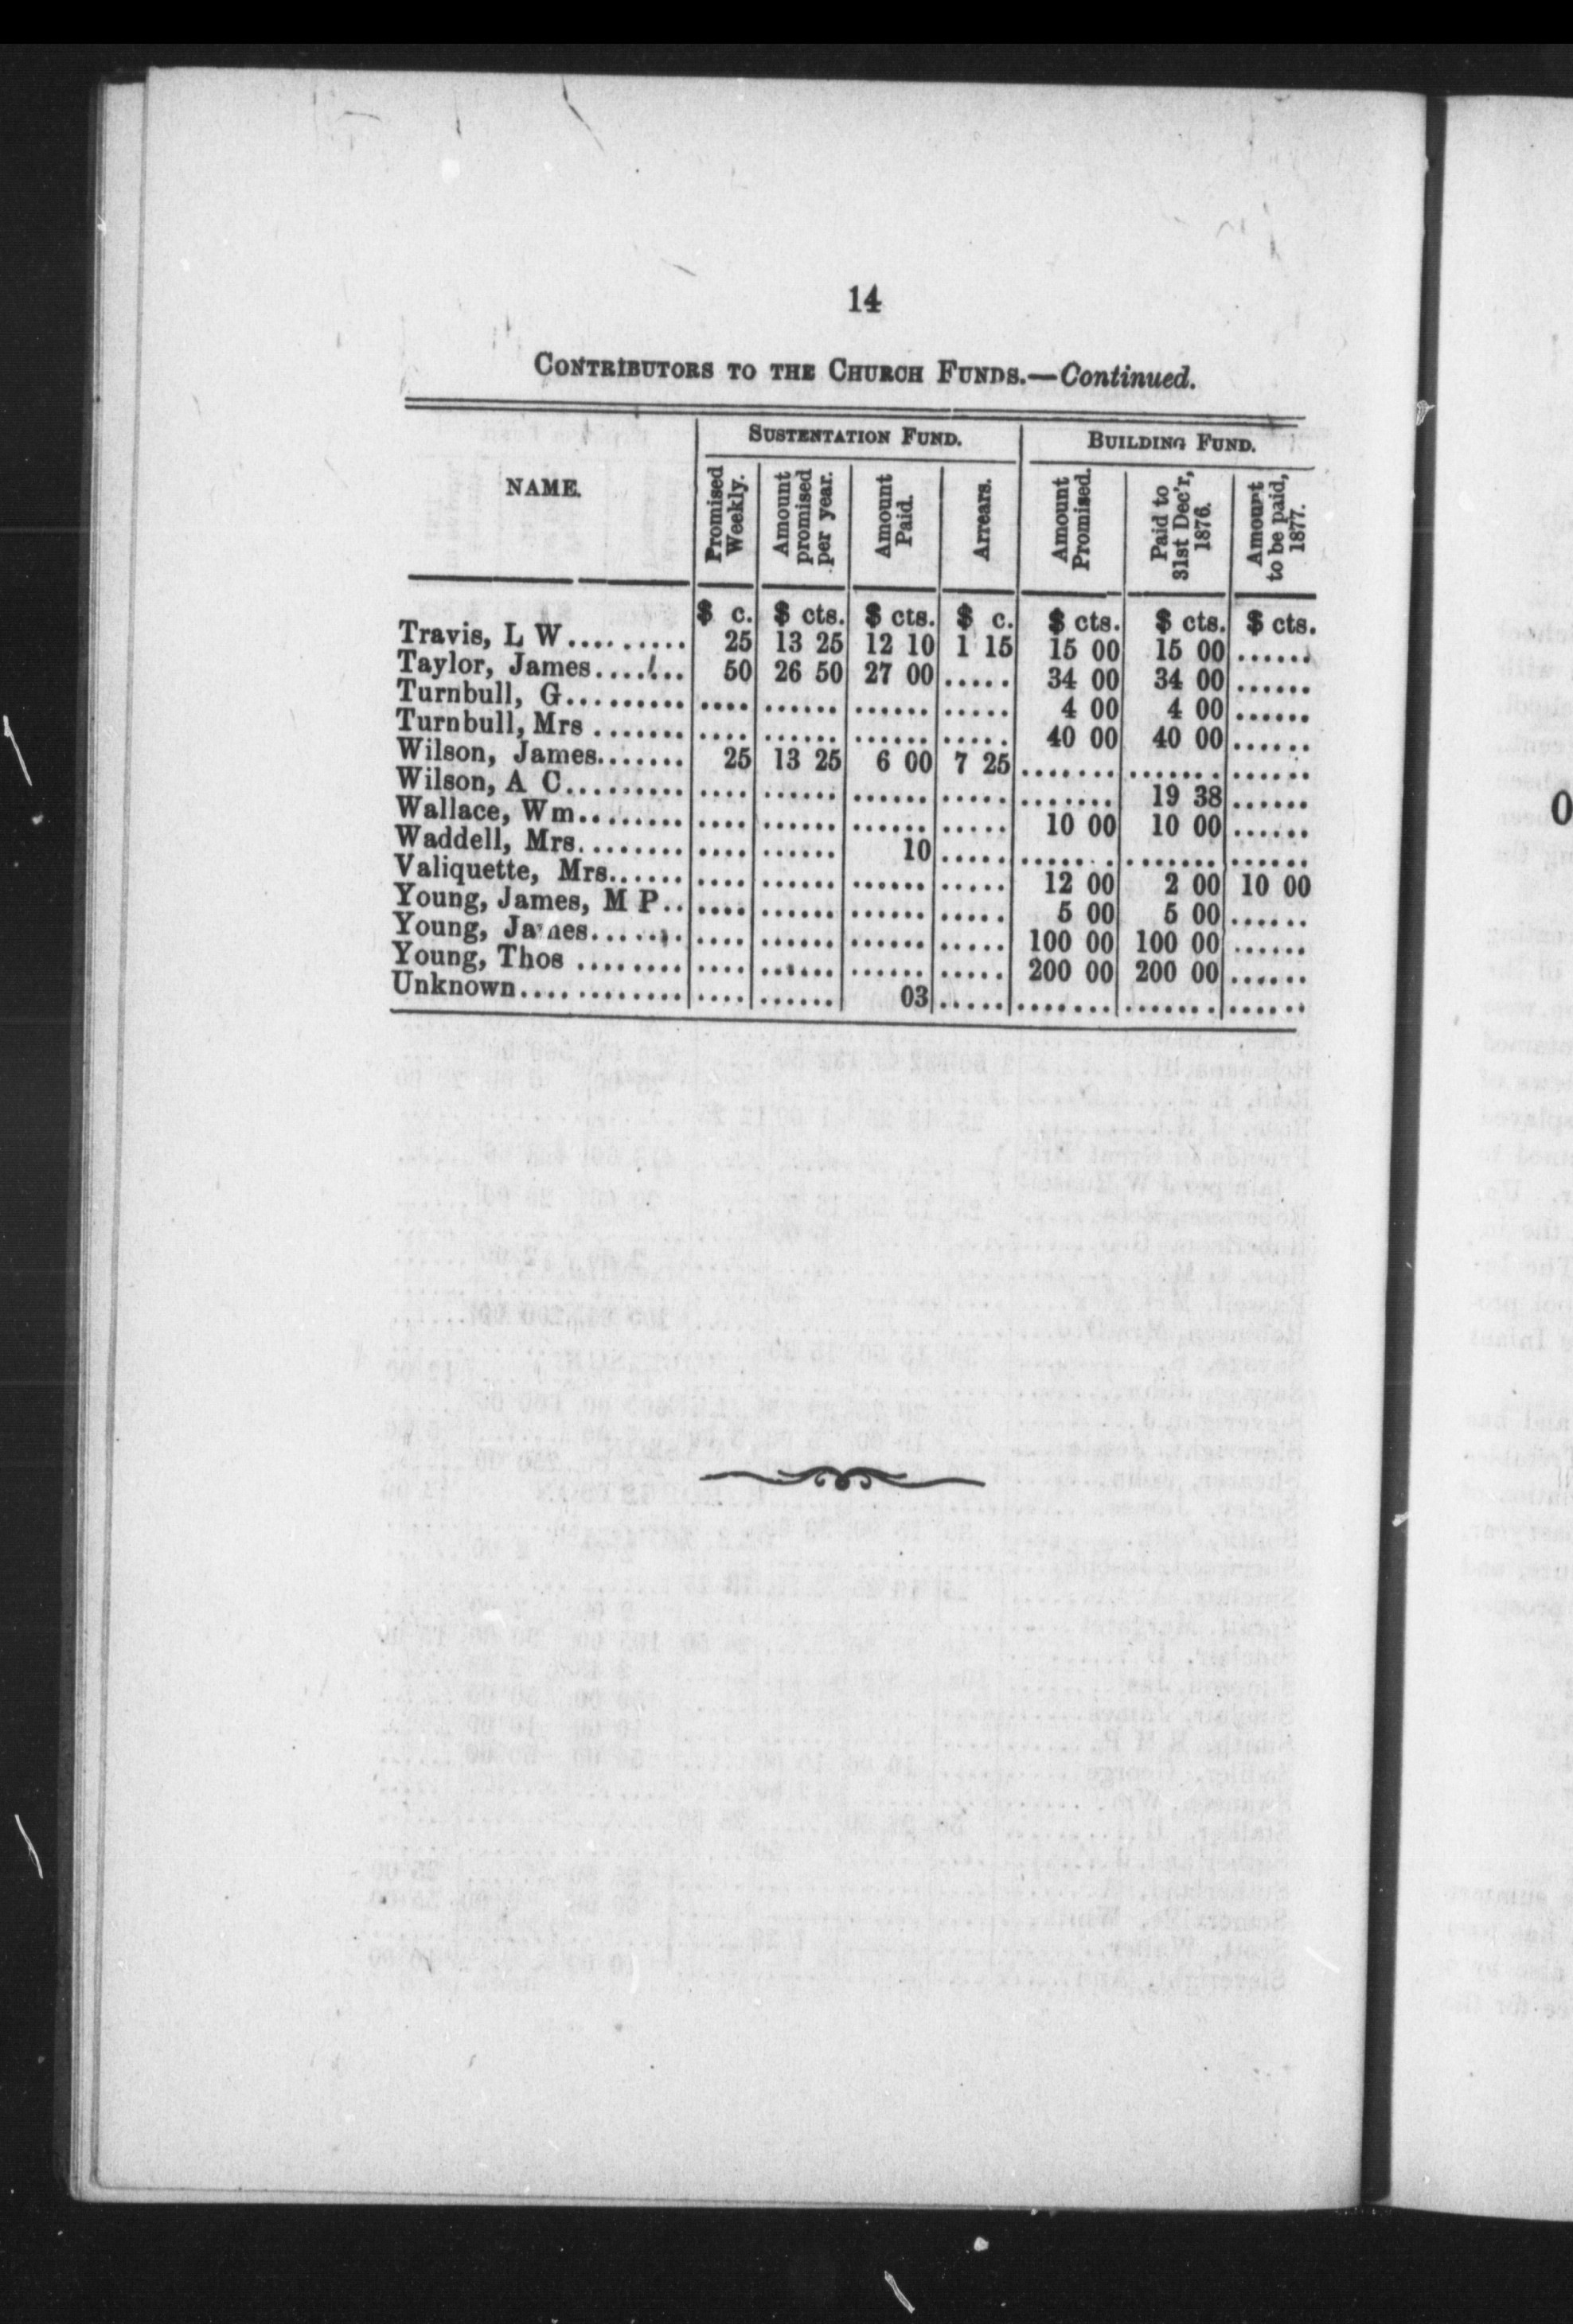 14
CONTRIBUTORS TO THE CHURCH FUNDS.—Continued.
NAME. SUSTENTATION FUND. BUILDING FUND.
Promised Weekly. Amount promised per year. Amount Paid. Arrears. Amount Promised. Paid to 31st Dec'r, 1876. Amount to be paid, 1877.
$ c. $ cts. $ cts. $ c. $ cts. $ cts. $ cts.
Travis, L W.......... 25 13 25 12 10 1 15 15 00 15 00 ......
Taylor, James....... 50 26 50 27 00 ..... 34 00 34 00 ......
Turnbull, G......... .... ...... ...... ..... 4 00 4 00 ......
Turnbull, Mrs ....... .... ...... ...... ..... 40 00 40 00 ......
Wilson, James....... 25 13 25 6 00 7 25 ....... ....... ......
Wilson, A C......... .... ...... ...... ..... ....... 19 38 ......
Wallace, Wm........ .... ...... ...... ..... 10 00 10 00 ......
Waddell, Mrs........ .... ...... 10 ..... ....... ....... ......
Valiquette, Mrs...... .... ...... ...... ..... 12 00 2 00 10 00
Young, James, M P.. .... ...... ...... ..... 5 00 5 00 ......
Young, James....... .... ...... ...... ..... 100 00 100 00 ......
Young, Thos ........ .... ...... ...... ..... 200 00 200 00 ......
Unknown............ .... ...... 03 ..... ....... ....... ......